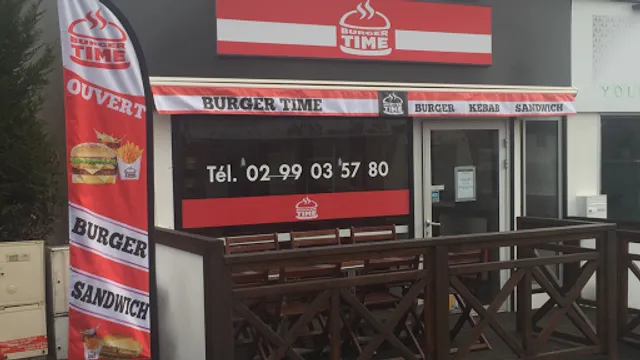 BURGER
TIME
BURGER
TIME
OUVERT
BURGER TIME
BURGER KEBAB SANDWICH
Tél. 02 99 03 57 80
TIME
BURGER
SANDWICH